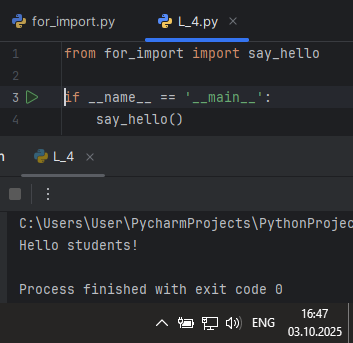 for_import.py
L_4.py
1 from for_import import say_hello
2
3 if __name__ == '__main__':
4 say_hello()
L_4
C:\Users\User\PycharmProjects\PythonProjec
Hello students!
Process finished with exit code 0
ENG
16:47
03.10.2025